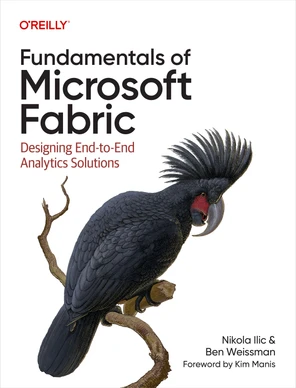 O'REILLY®
Fundamentals of
Microsoft
Fabric
Designing End-to-End
Analytics Solutions
Nikola Ilic &
Ben Weissman
Foreword by Kim Manis